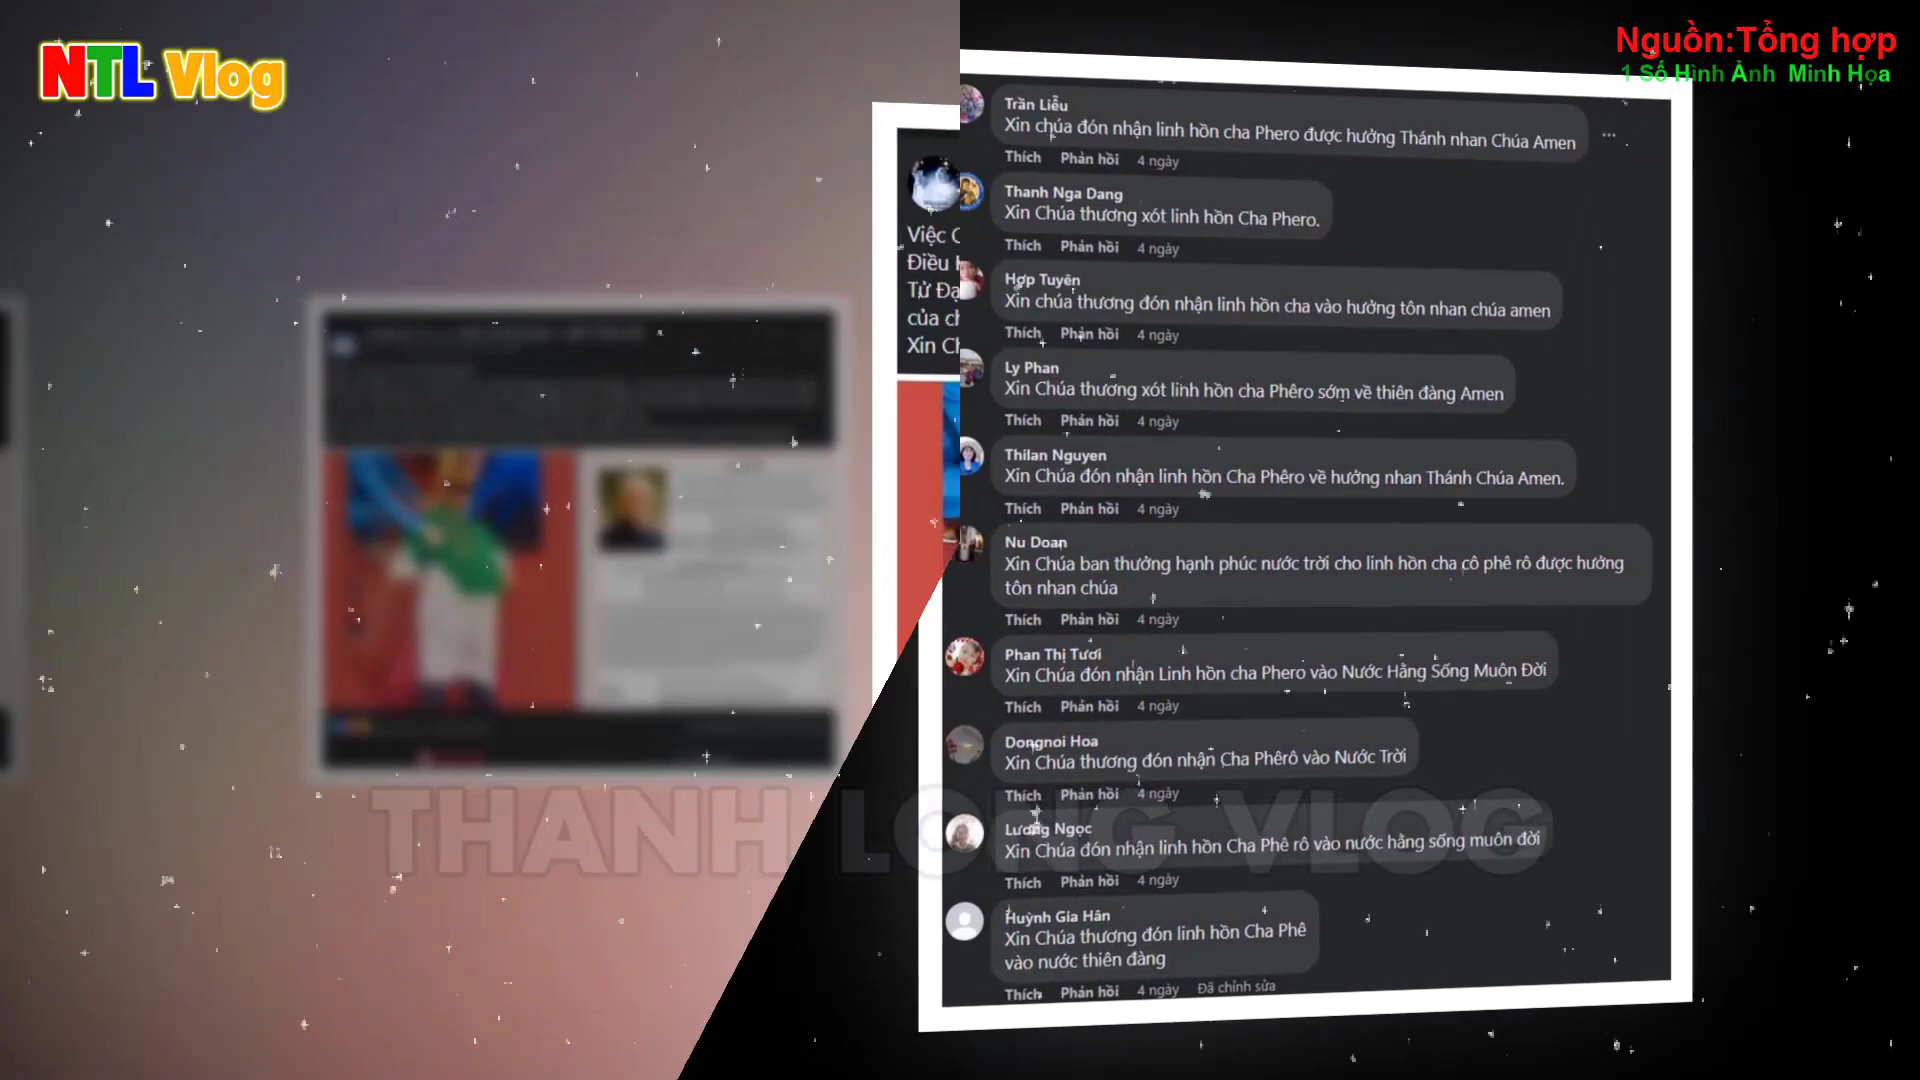 NTL Vlog
Nguồn:Tổng hợp
1 Số Hình Ảnh Minh Họa
Việc C
Điều
Tử Đạ
của ch
Xin Ch
Trần Liễu
Xin chúa đón nhận linh hồn cha Phero được hưởng Thánh nhan Chúa Amen
Thích Phản hồi 4 ngày
Thanh Nga Dang
Xin Chúa thương xót linh hồn Cha Phero.
Thích Phản hồi 4 ngày
Hợp Tuyên
Xin chúa thương đón nhận linh hồn cha vào hưởng tôn nhan chúa amen
Thích Phản hồi 4 ngày
Ly Phan
Xin Chúa thương xót linh hồn cha Phêro sớm về thiên đàng Amen
Thích Phản hồi 4 ngày
Thilan Nguyen
Xin Chúa đón nhận linh hồn Cha Phêro về hưởng nhan Thánh Chúa Amen.
Thích Phản hồi 4 ngày
Nu Doan
Xin Chúa ban thưởng hạnh phúc nước trời cho linh hồn cha cô phê rô được hưởng
tôn nhan chúa
Thích Phản hồi 4 ngày
Phan Thị Tươi
Xin Chúa đón nhận Linh hồn cha Phero vào Nước Hằng Sống Muôn Đời
Thích Phản hồi 4 ngày
Dongnoi Hoa
Xin Chúa thương đón nhận Cha Phêrô vào Nước Trời
Thích Phản hồi 4 ngày
Lương Ngọc
Xin Chúa đón nhận linh hồn Cha Phê rô vào nước hằng sống muôn đời
Thích Phản hồi 4 ngày
Huỳnh Gia Hân
Xin Chúa thương đón linh hồn Cha Phê
vào nước thiên đàng
Thích Phản hồi 4 ngày Đã chỉnh sửa
THANH LONG VLOG